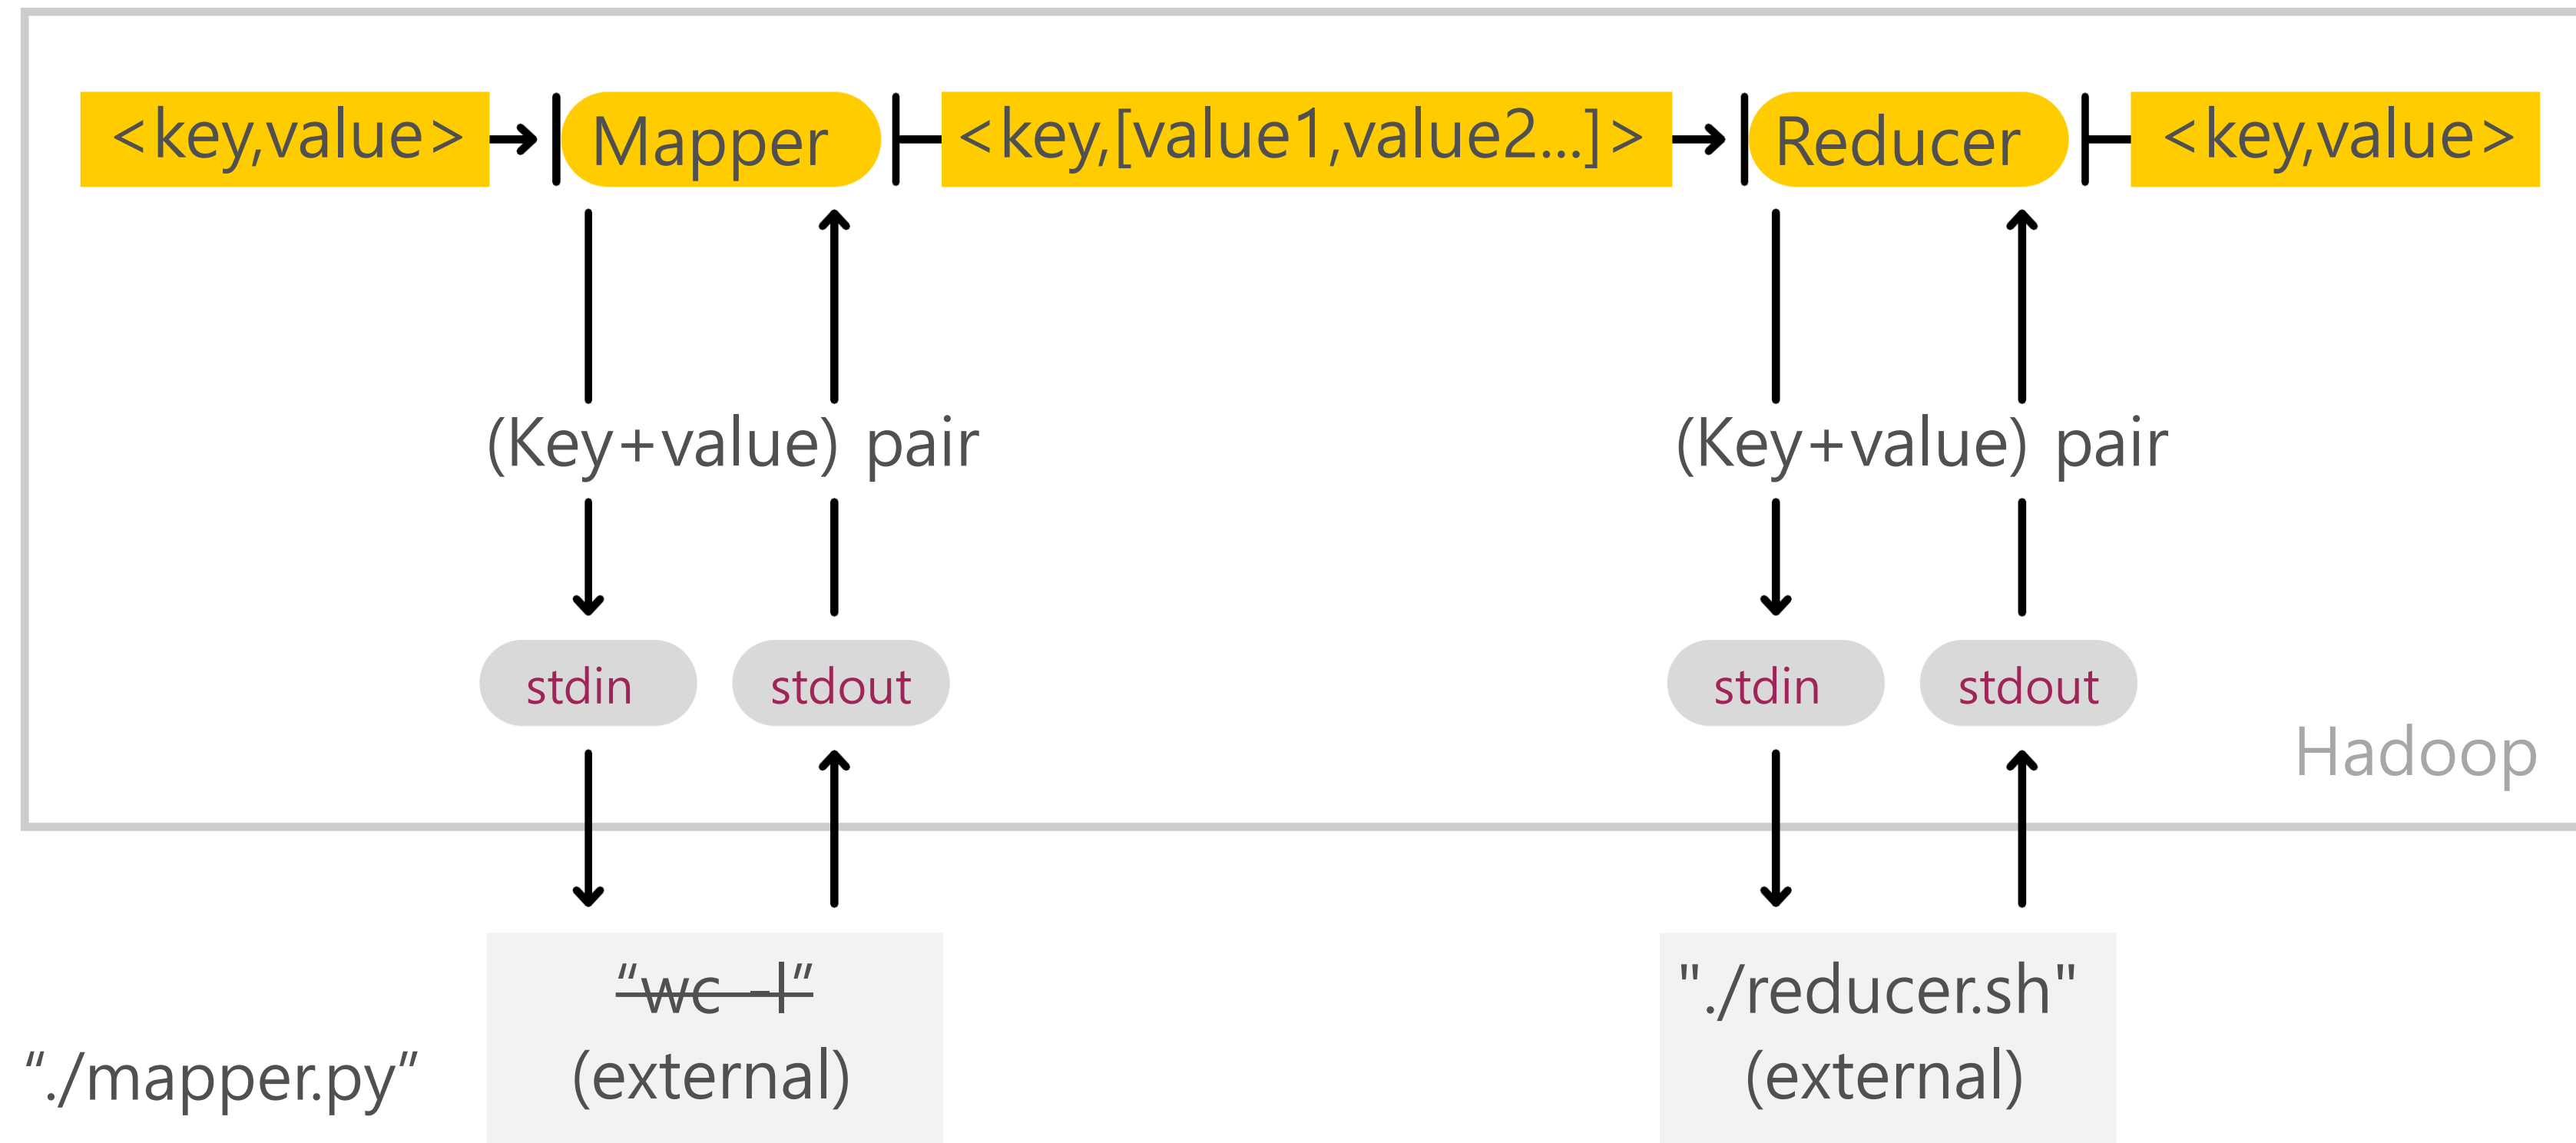 <key,value>
Mapper
<key,[value1,value2...]>
Reducer
<key,value>
(Key+value) pair
(Key+value) pair
stdin
stdout
stdin
stdout
Hadoop
“wc -l”
(external)
"./reducer.sh"
(external)
“./mapper.py”